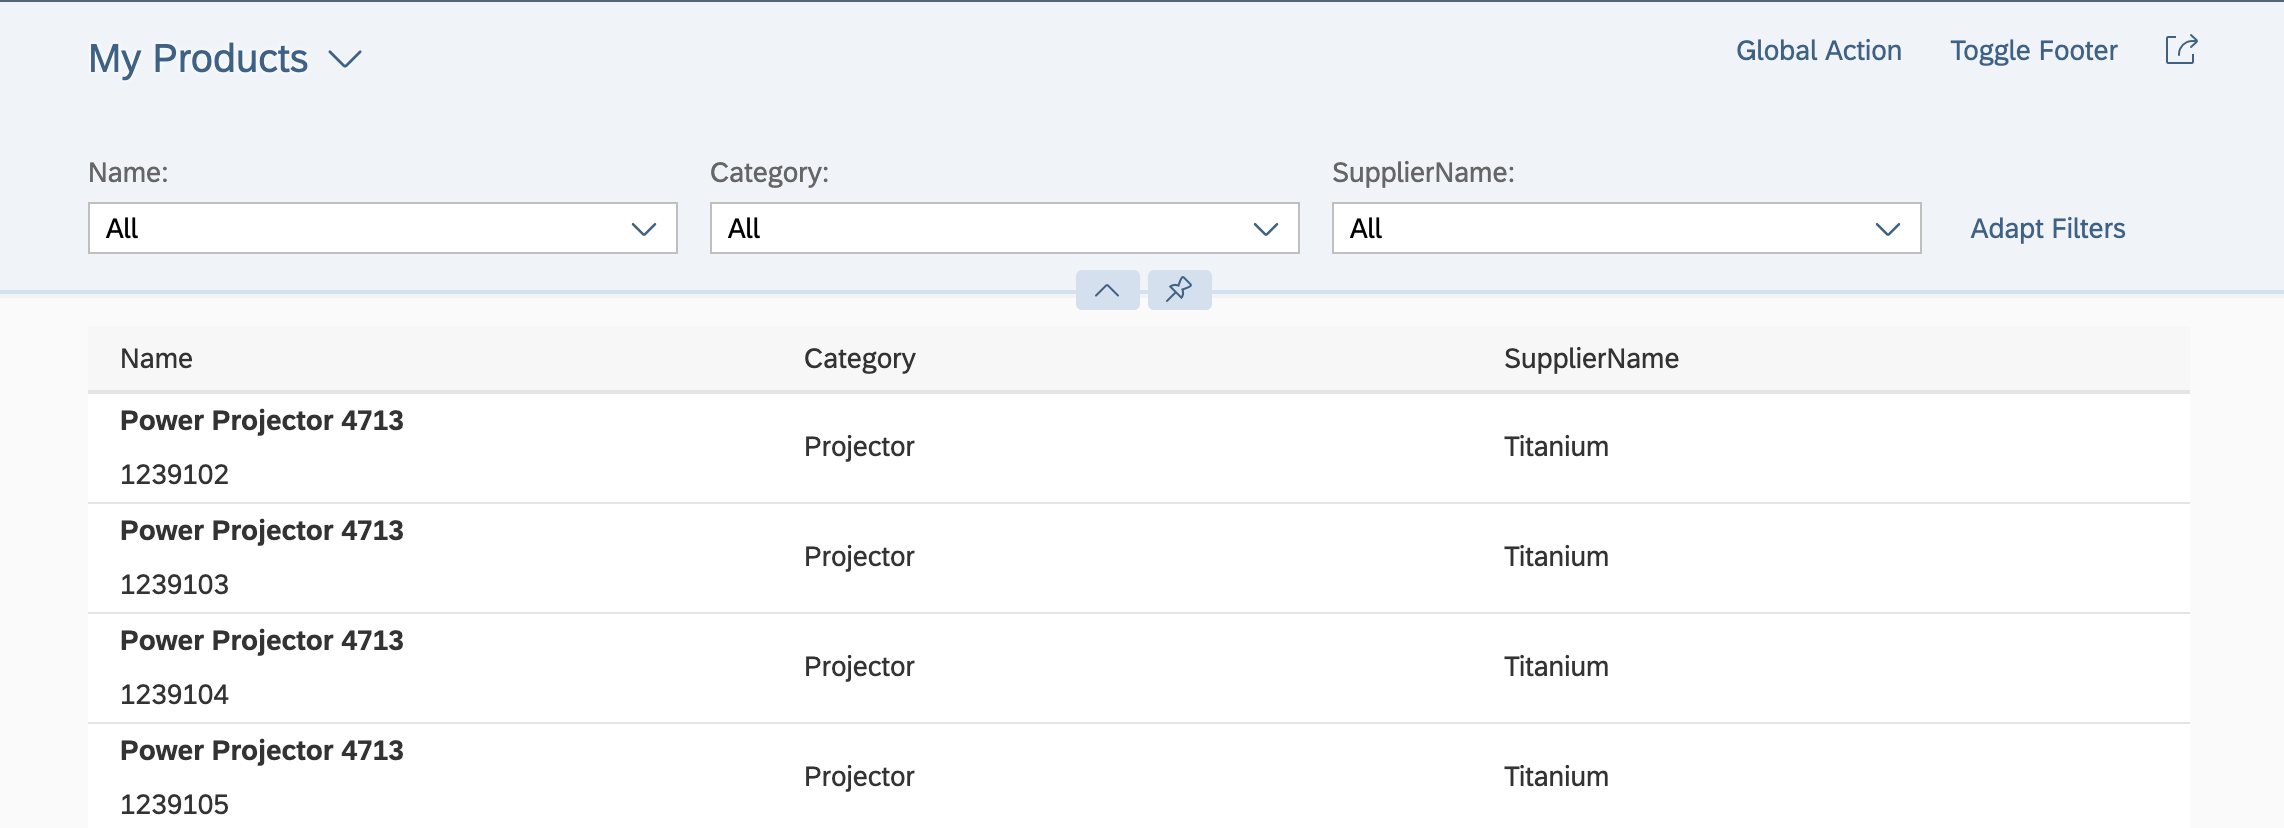 My Products
Global Action Toggle Footer
Name: Category: SupplierName:
All All All Adapt Filters
Name Category SupplierName
Power Projector 4713
1239102
Projector Titanium
Power Projector 4713
1239103
Projector Titanium
Power Projector 4713
1239104
Projector Titanium
Power Projector 4713
1239105
Projector Titanium